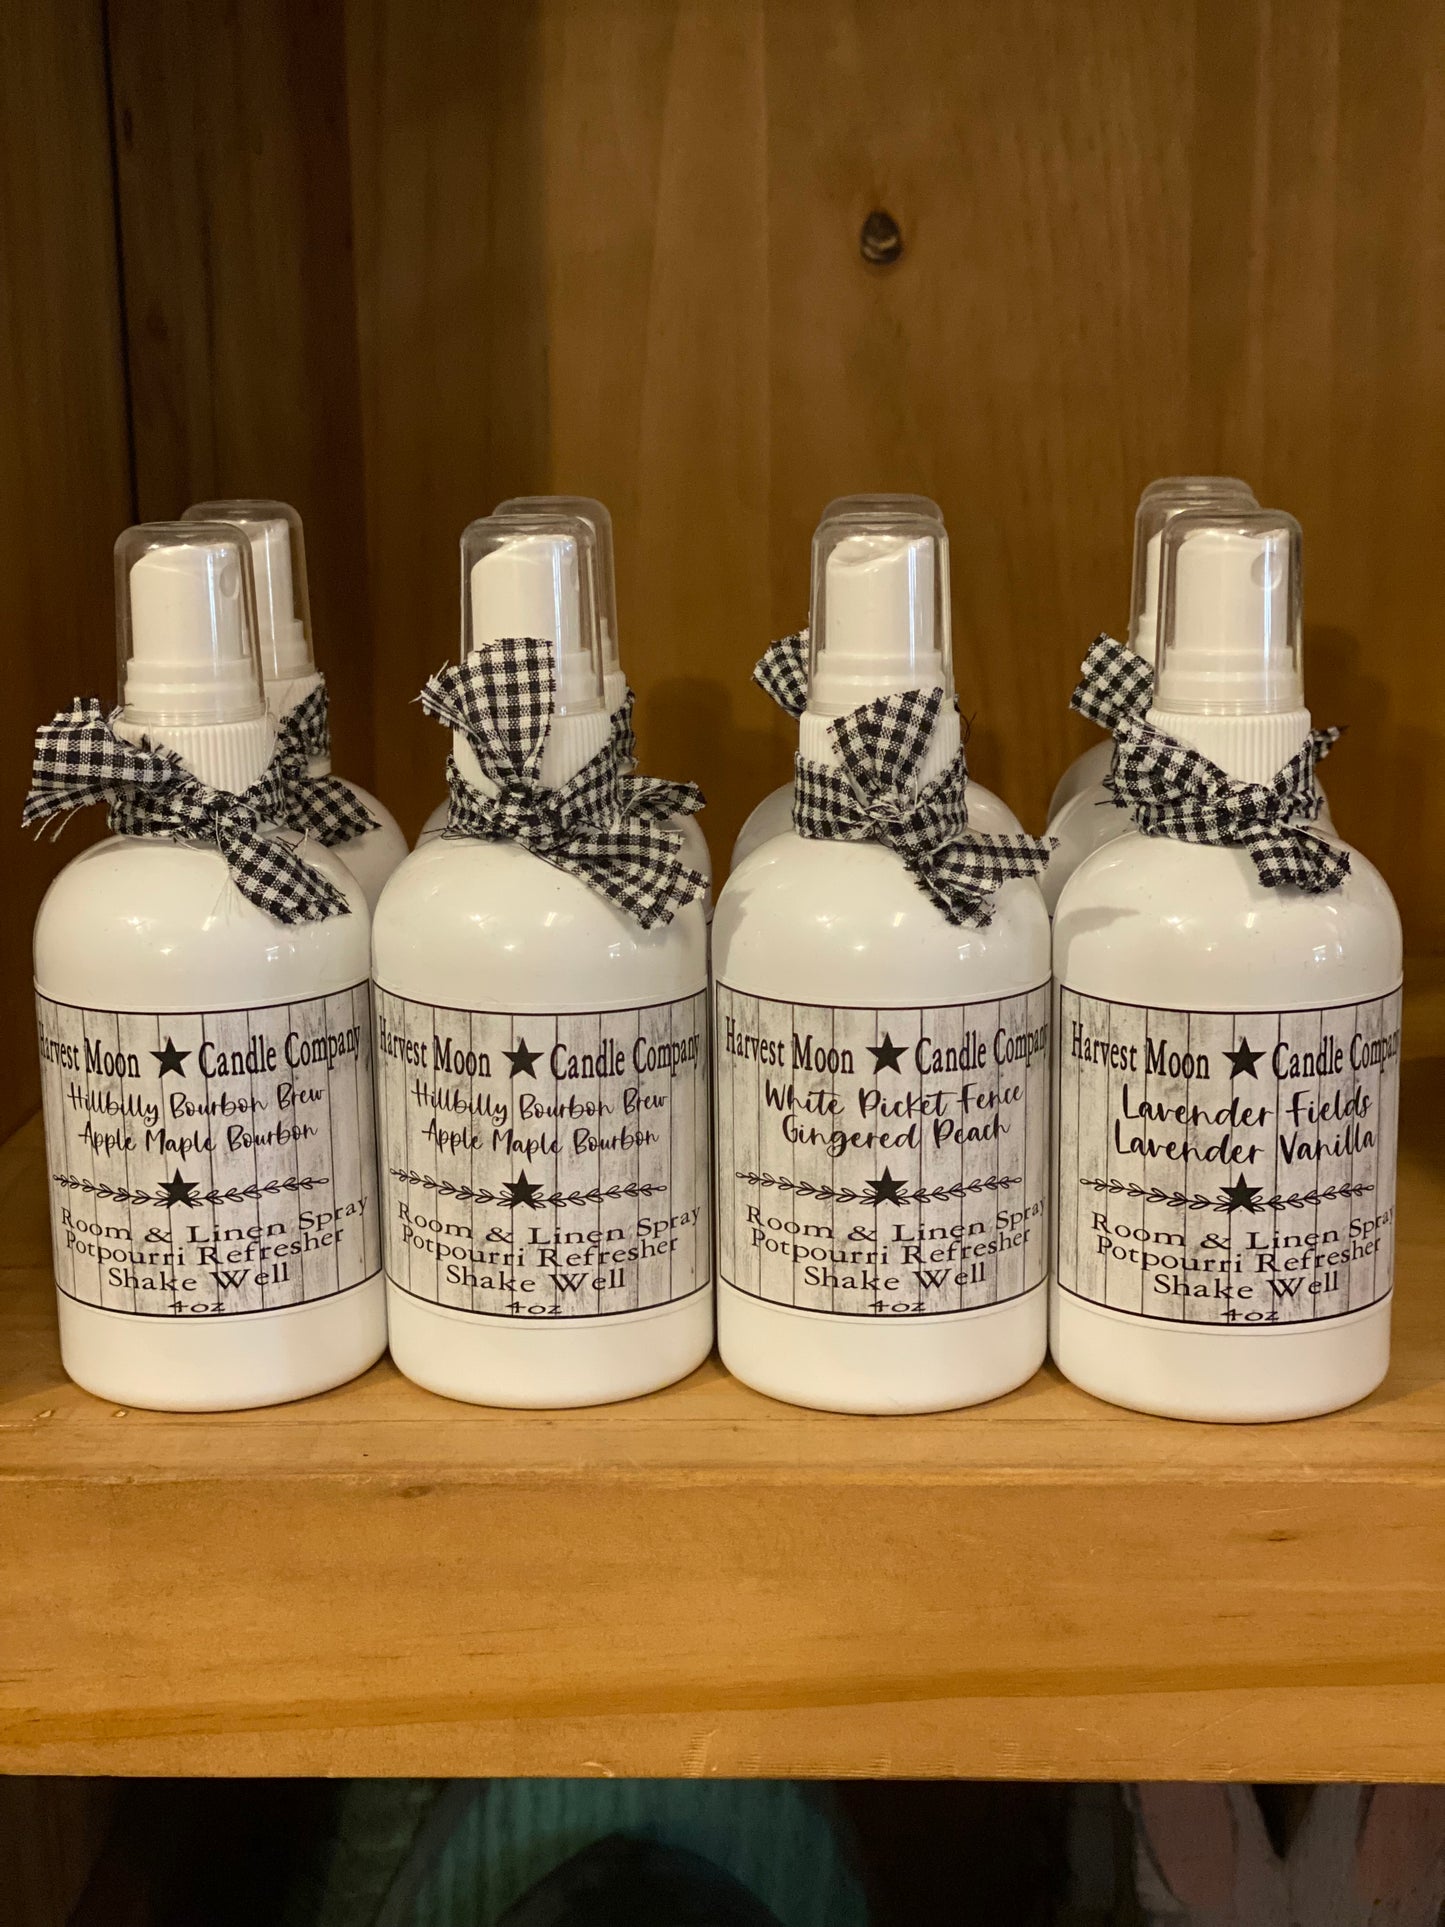 Harvest Moon ★ Candle Company
Hillbilly Bourbon Brew
Apple Maple Bourbon
Room & Linen Spray
Potpourri Refresher
Shake Well
4oz
Harvest Moon ★ Candle Company
Hillbilly Bourbon Brew
Apple Maple Bourbon
Room & Linen Spray
Potpourri Refresher
Shake Well
4oz
Harvest Moon ★ Candle Company
White Picket Fence
Gingered Peach
Room & Linen Spray
Potpourri Refresher
Shake Well
4oz
Harvest Moon ★ Candle Company
Lavender Fields
Lavender Vanilla
Room & Linen Spray
Potpourri Refresher
Shake Well
4oz